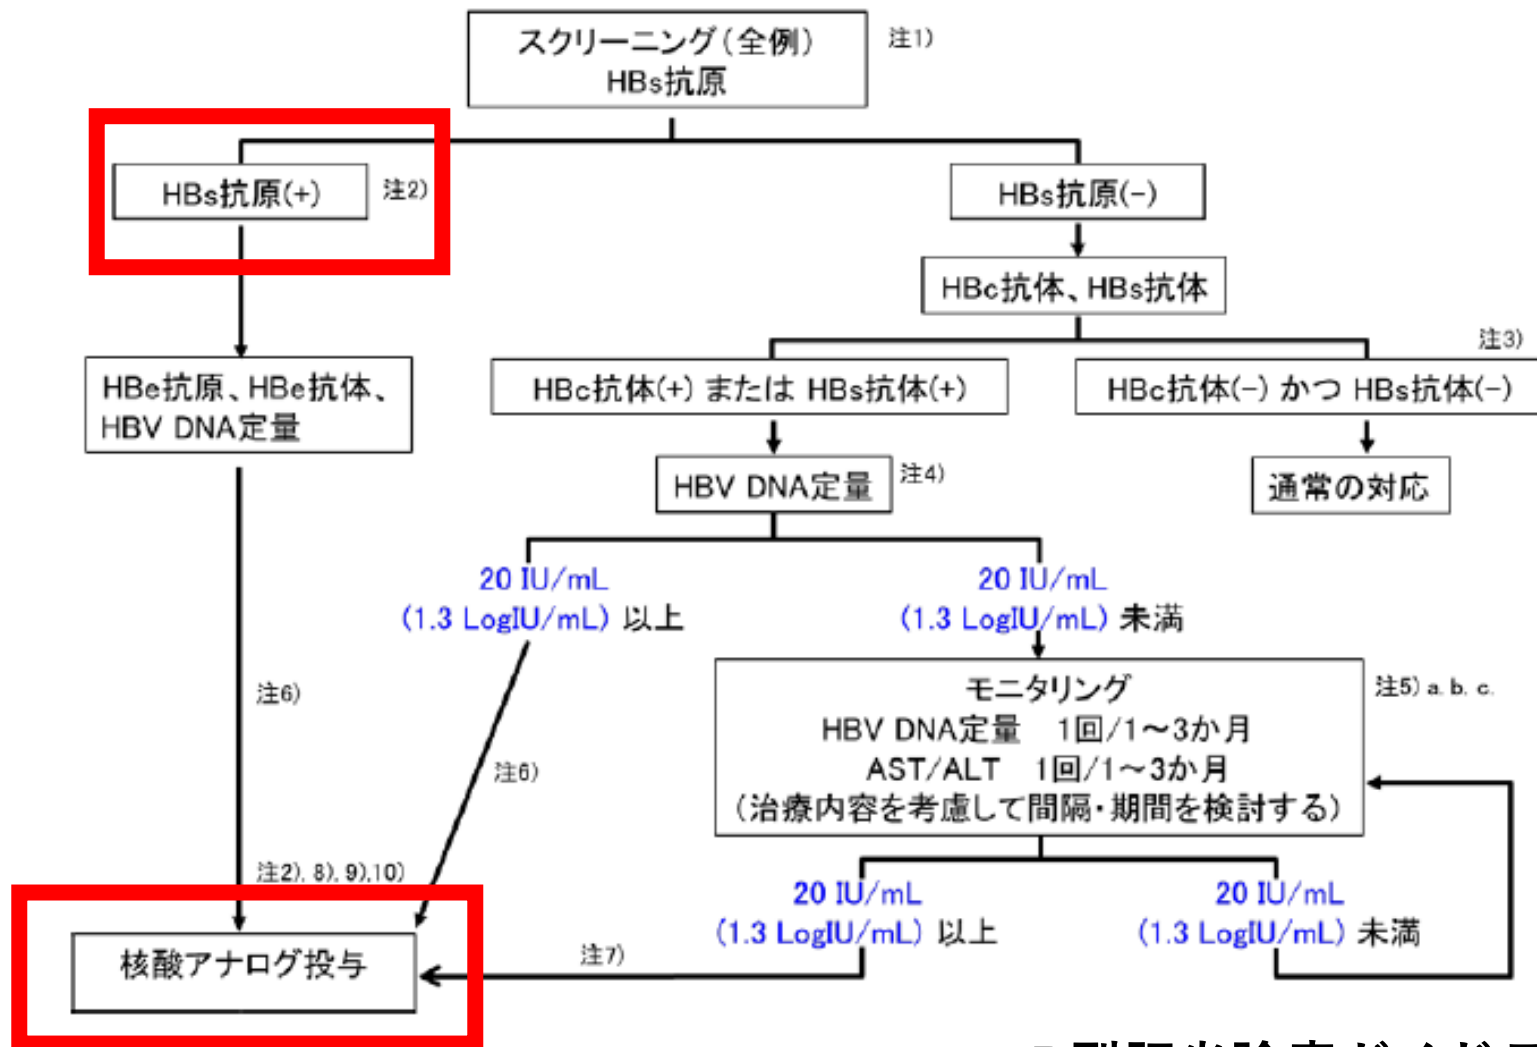 スクリーニング（全例）
HBs抗原
注1)
HBs抗原(+)
注2)
HBs抗原(-)
HBc抗体、HBs抗体
注3)
HBe抗原、HBe抗体、
HBV DNA定量
HBc抗体(+) または HBs抗体(+)
HBc抗体(-) かつ HBs抗体(-)
HBV DNA定量
注4)
通常の対応
20 IU/mL
(1.3 LogIU/mL) 以上
20 IU/mL
(1.3 LogIU/mL) 未満
注6)
注6)
モニタリング
HBV DNA定量　1回/1～3か月
AST/ALT　1回/1～3か月
（治療内容を考慮して間隔・期間を検討する）
注5) a. b. c.
注2), 8), 9),10)
20 IU/mL
(1.3 LogIU/mL) 以上
20 IU/mL
(1.3 LogIU/mL) 未満
注7)
核酸アナログ投与